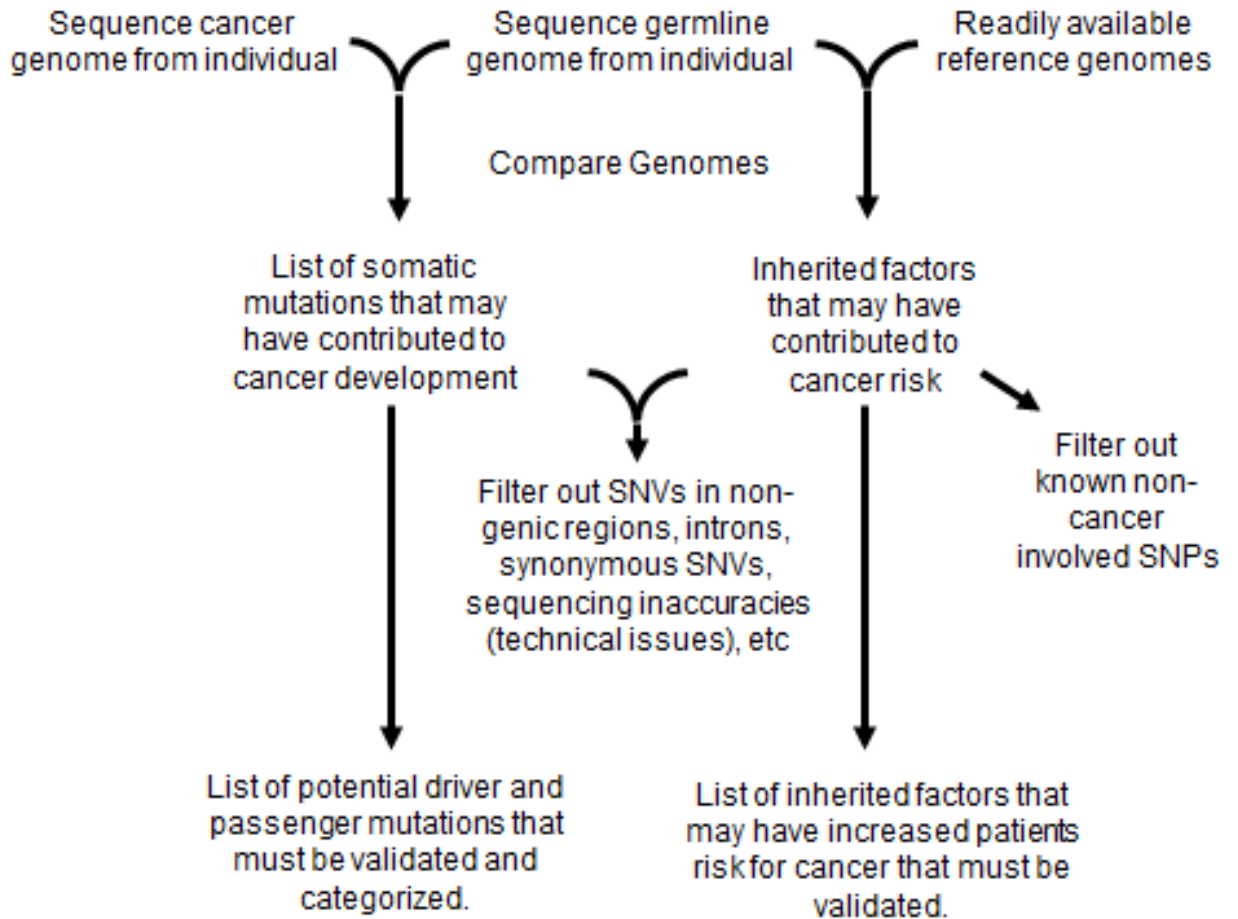 Sequence cancer
genome from individual
Sequence germline
genome from individual
Readily available
reference genomes
Compare Genomes
List of somatic
mutations that may
have contributed to
cancer development
Inherited factors
that may have
contributed to
cancer risk
Filter out SNVs in non-
genic regions, introns,
synonymous SNVs,
sequencing inaccuracies
(technical issues), etc
Filter out
known non-
cancer
involved SNPs
List of potential driver and
passenger mutations that
must be validated and
categorized.
List of inherited factors that
may have increased patients
risk for cancer that must be
validated.